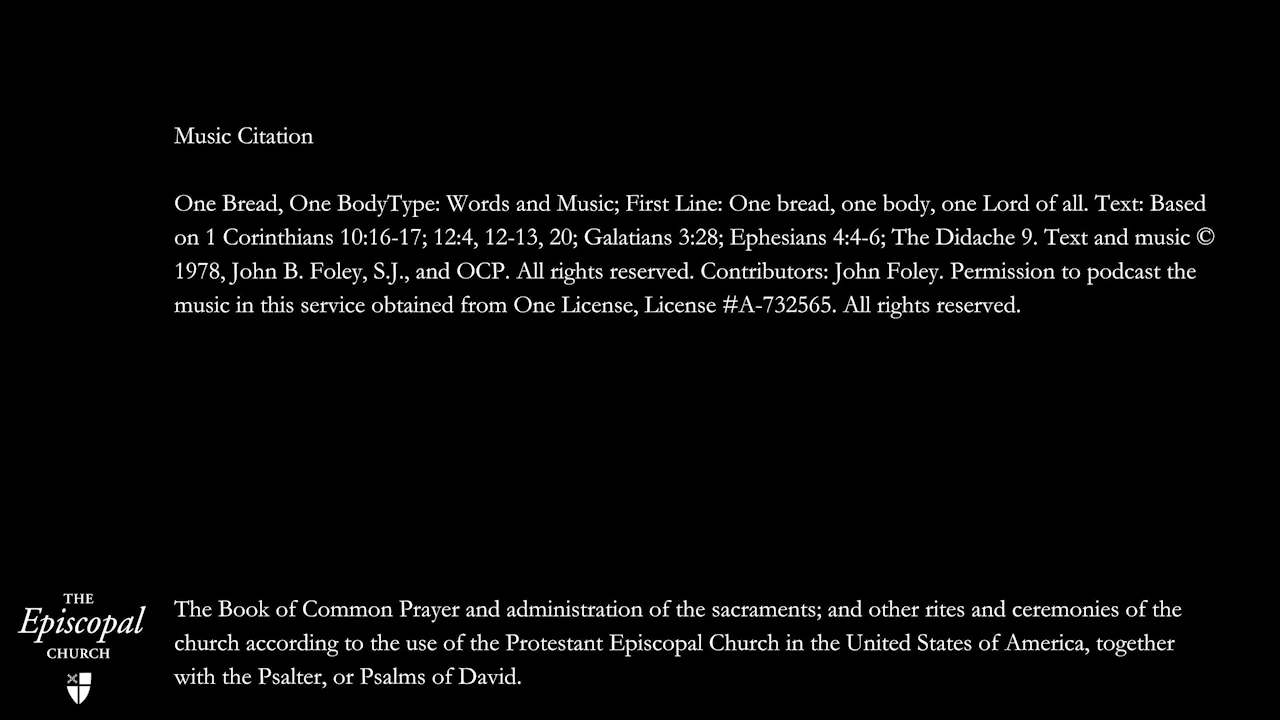 Music Citation
One Bread, One BodyType: Words and Music; First Line: One bread, one body, one Lord of all. Text: Based
on 1 Corinthians 10:16-17; 12:4, 12-13, 20; Galatians 3:28; Ephesians 4:4-6; The Didache 9. Text and music ©
1978, John B. Foley, S.J., and OCP. All rights reserved. Contributors: John Foley. Permission to podcast the
music in this service obtained from One License, License #A-732565. All rights reserved.
THE
Episcopal
CHURCH
The Book of Common Prayer and administration of the sacraments; and other rites and ceremonies of the
church according to the use of the Protestant Episcopal Church in the United States of America, together
with the Psalter, or Psalms of David.